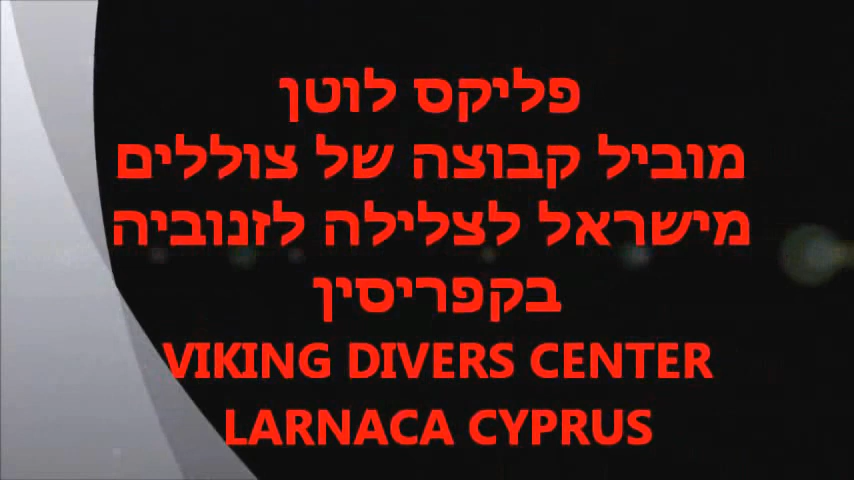 פליקס לוטן
מוביל קבוצה של צוללים
מישראל לצלילה לזנוביה
בקפריסין
VIKING DIVERS CENTER
LARNACA CYPRUS